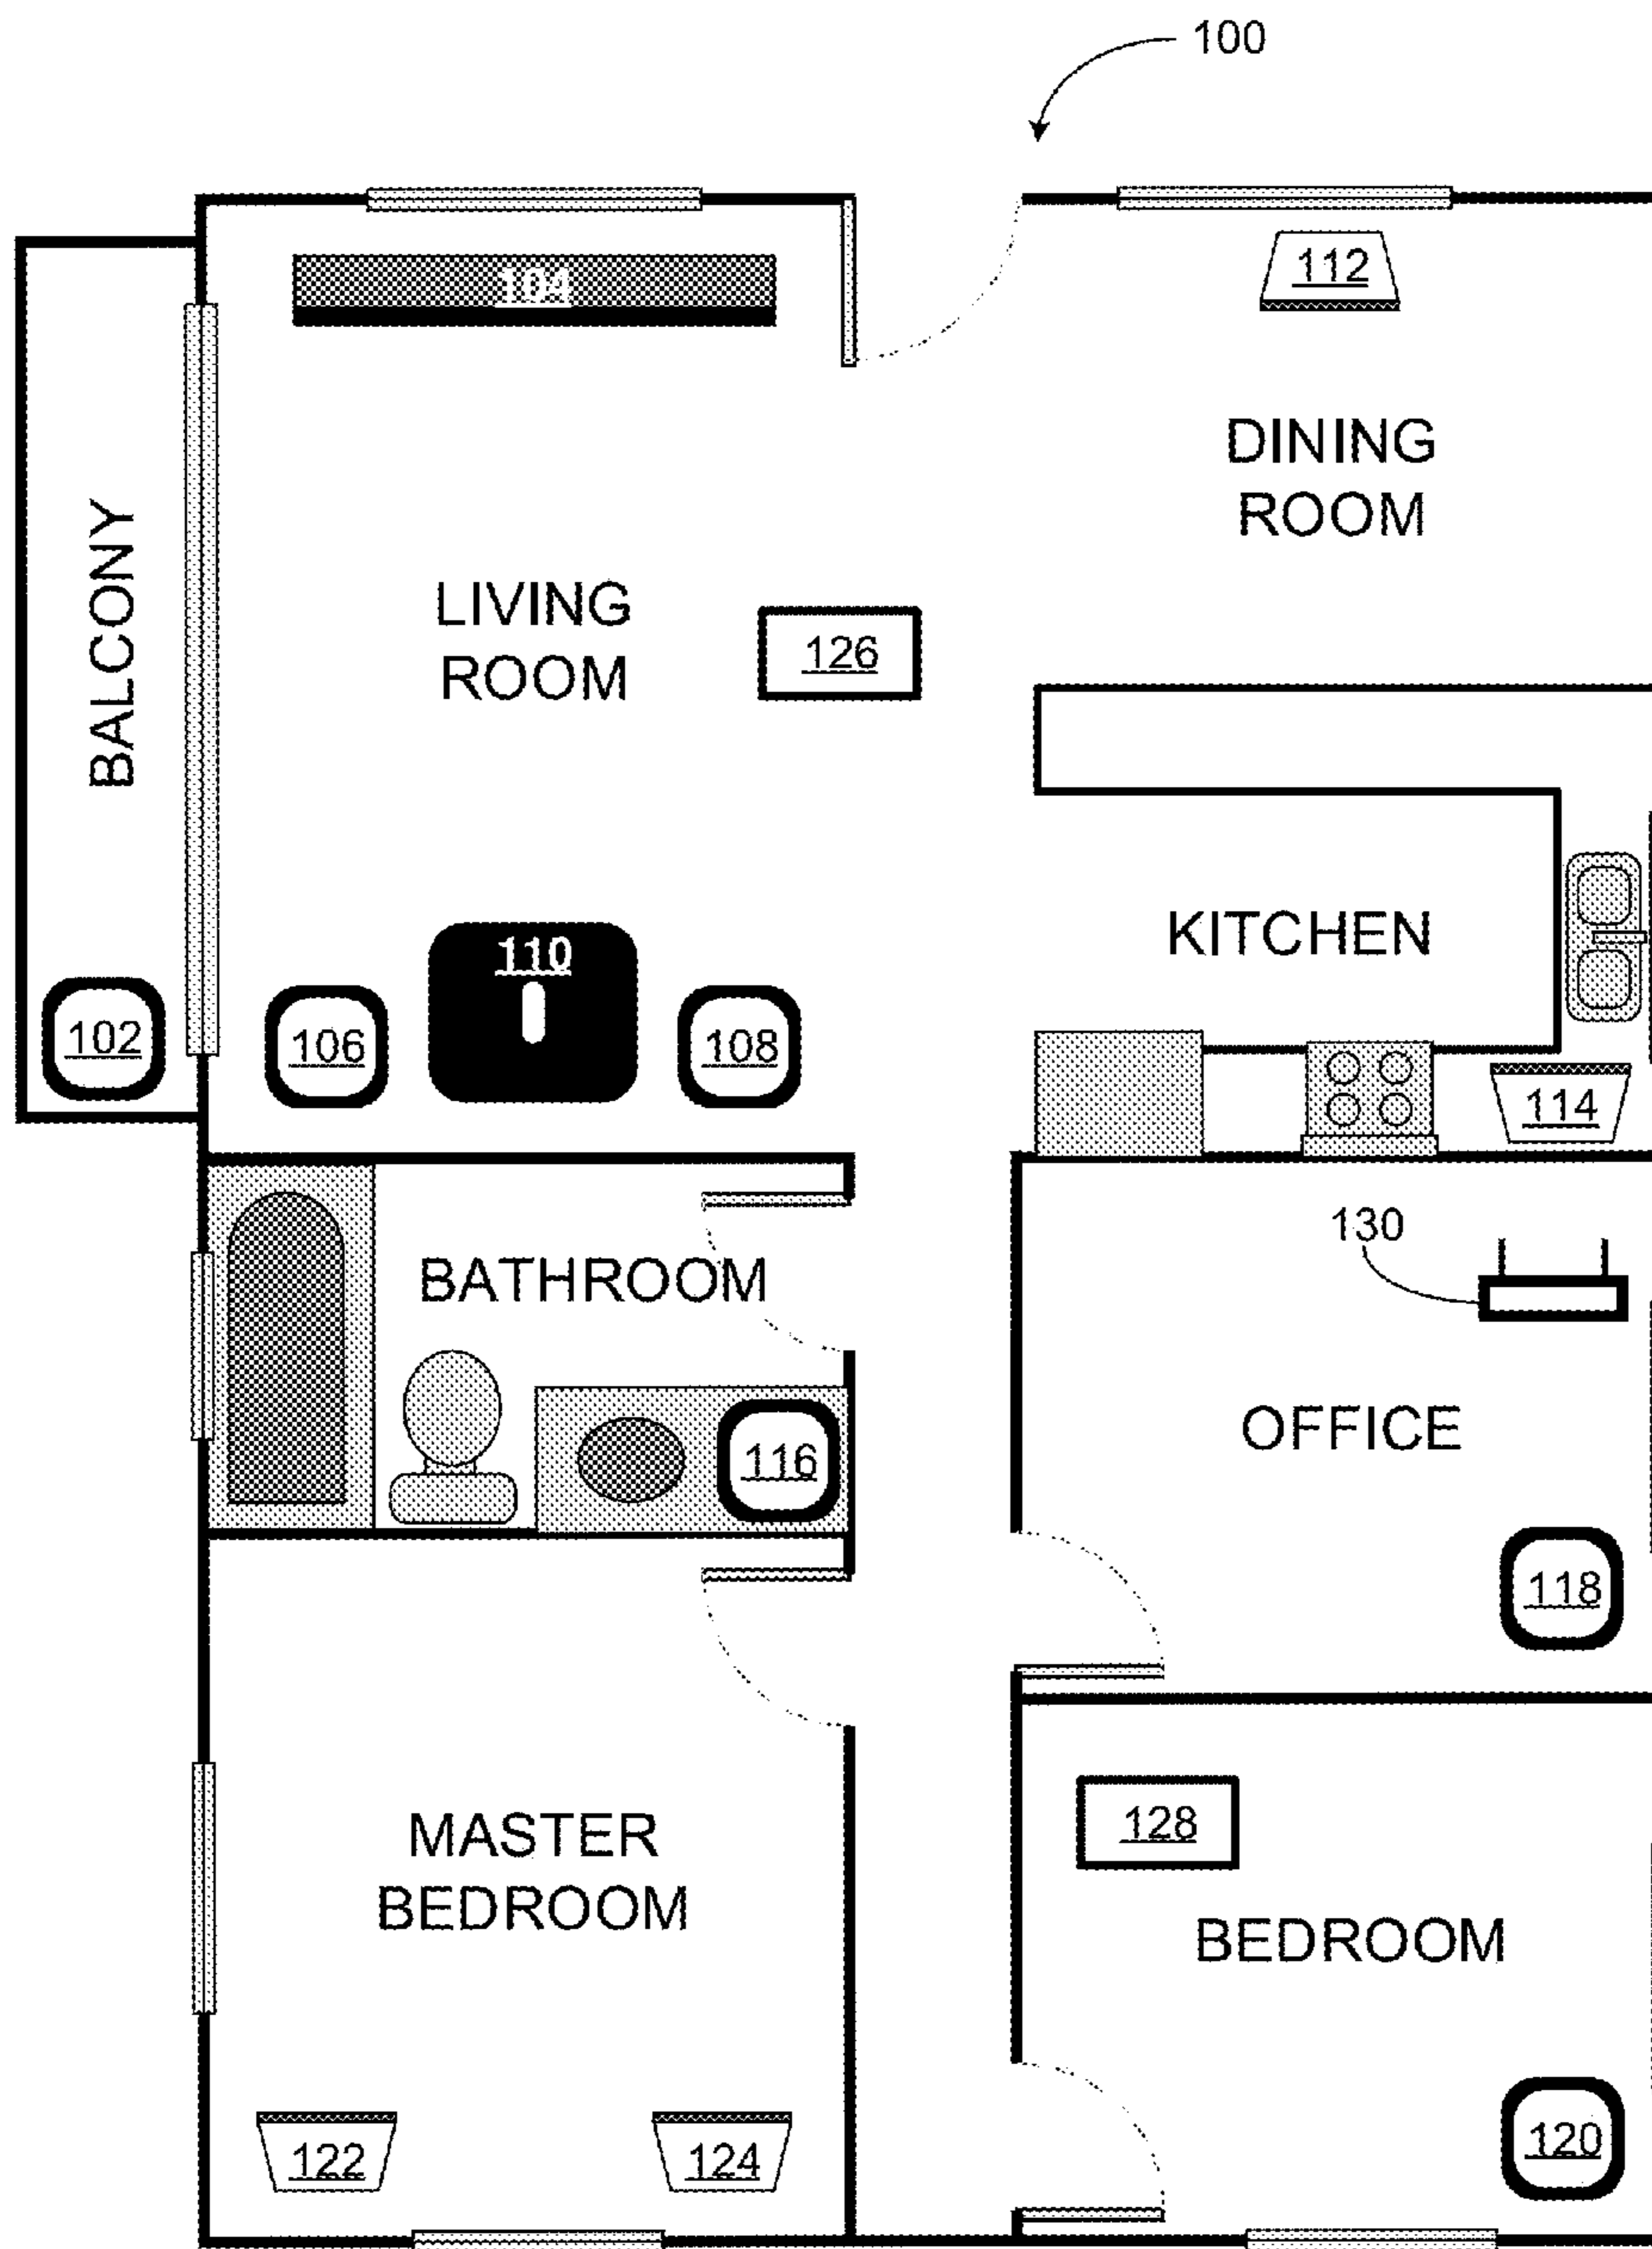 100
104
112
DINING
ROOM
BALCONY
LIVING
ROOM
126
KITCHEN
110
102
106
108
114
130
BATHROOM
OFFICE
116
118
MASTER
BEDROOM
128
BEDROOM
122
124
120